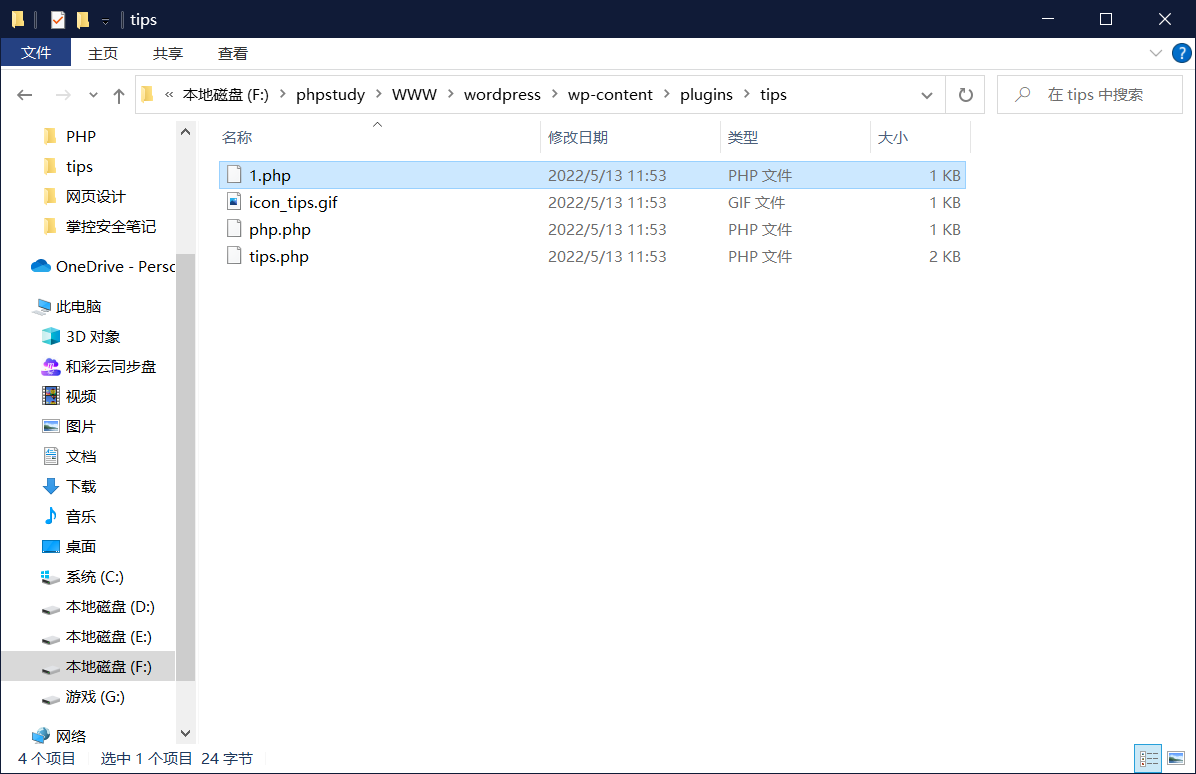 tips
文件 主页 共享 查看
« 本地磁盘 (F:) › phpstudy › WWW › wordpress › wp-content › plugins › tips
在 tips 中搜索
PHP
tips
网页设计
掌控安全笔记
OneDrive - Persc
此电脑
3D 对象
和彩云同步盘
视频
图片
文档
下载
音乐
桌面
系统 (C:)
本地磁盘 (D:)
本地磁盘 (E:)
本地磁盘 (F:)
游戏 (G:)
网络
名称 修改日期 类型 大小
1.php 2022/5/13 11:53 PHP 文件 1 KB
icon_tips.gif 2022/5/13 11:53 GIF 文件 1 KB
php.php 2022/5/13 11:53 PHP 文件 1 KB
tips.php 2022/5/13 11:53 PHP 文件 2 KB
4 个项目 选中 1 个项目 24 字节